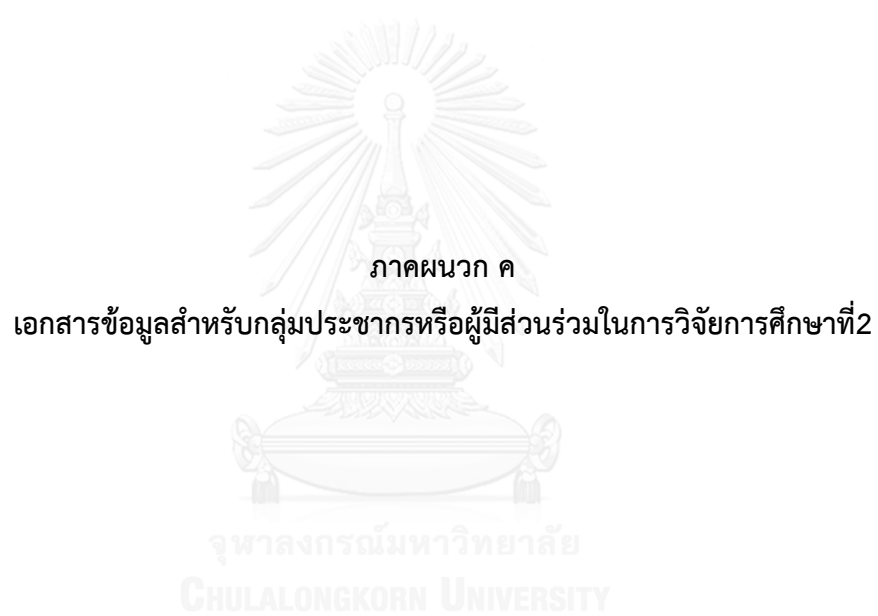 ภาคผนวก ค
เอกสารข้อมูลสำหรับกลุ่มประชากรหรือผู้มีส่วนร่วมในการวิจัยการศึกษาที่2
จุฬาลงกรณ์มหาวิทยาลัย
CHULALONGKORN UNIVERSITY